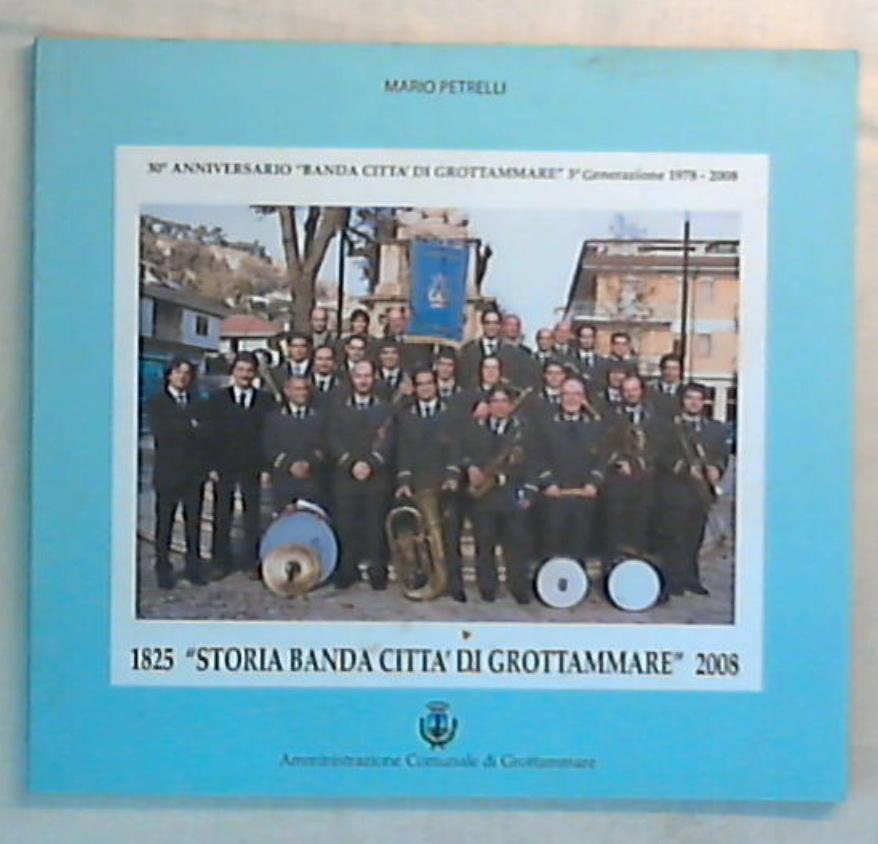 MARIO PETRELLI
30° ANNIVERSARIO "BANDA CITTA' DI GROTTAMMARE" 3ª Generazione 1978 - 2008
1825 "STORIA BANDA CITTA' DI GROTTAMMARE" 2008
Amministrazione Comunale di Grottammare